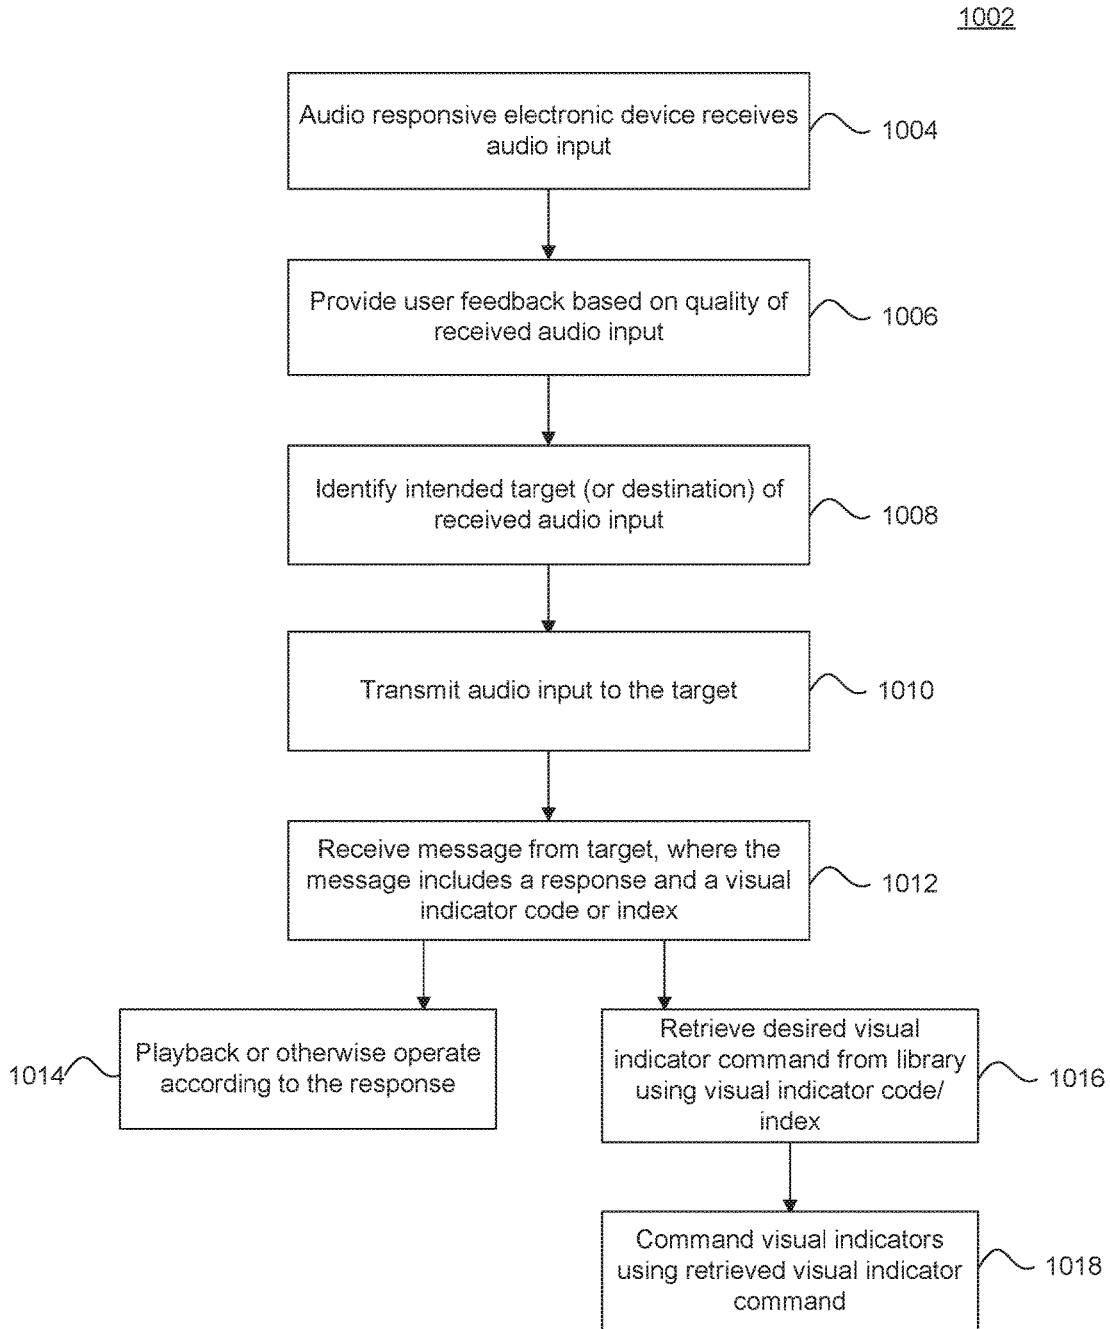 1002
Audio responsive electronic device receives
audio input
1004
Provide user feedback based on quality of
received audio input
1006
Identify intended target (or destination) of
received audio input
1008
Transmit audio input to the target
1010
Receive message from target, where the
message includes a response and a visual
indicator code or index
1012
Playback or otherwise operate
according to the response
1014
Retrieve desired visual
indicator command from library
using visual indicator code/
index
1016
Command visual indicators
using retrieved visual indicator
command
1018